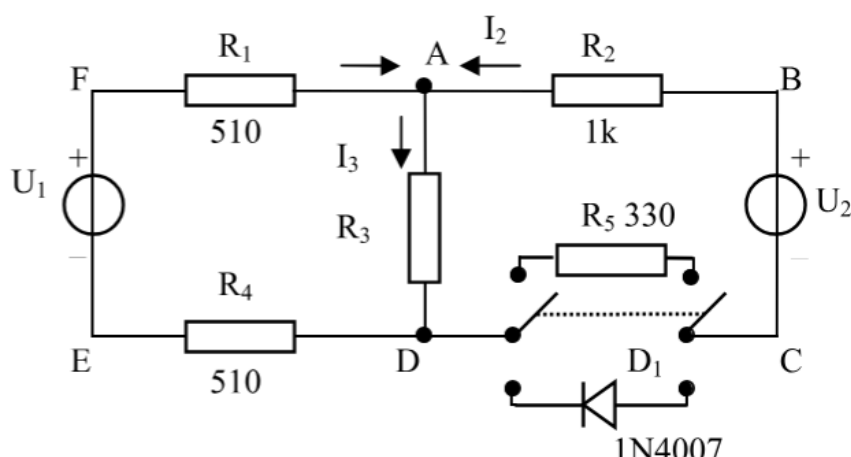 R₁
A
I₂
R₂
F
B
510
1k
+
I₃
+
U₁
R₃
R₅ 330
U₂
−
−
R₄
E
D
D₁
C
510
1N4007